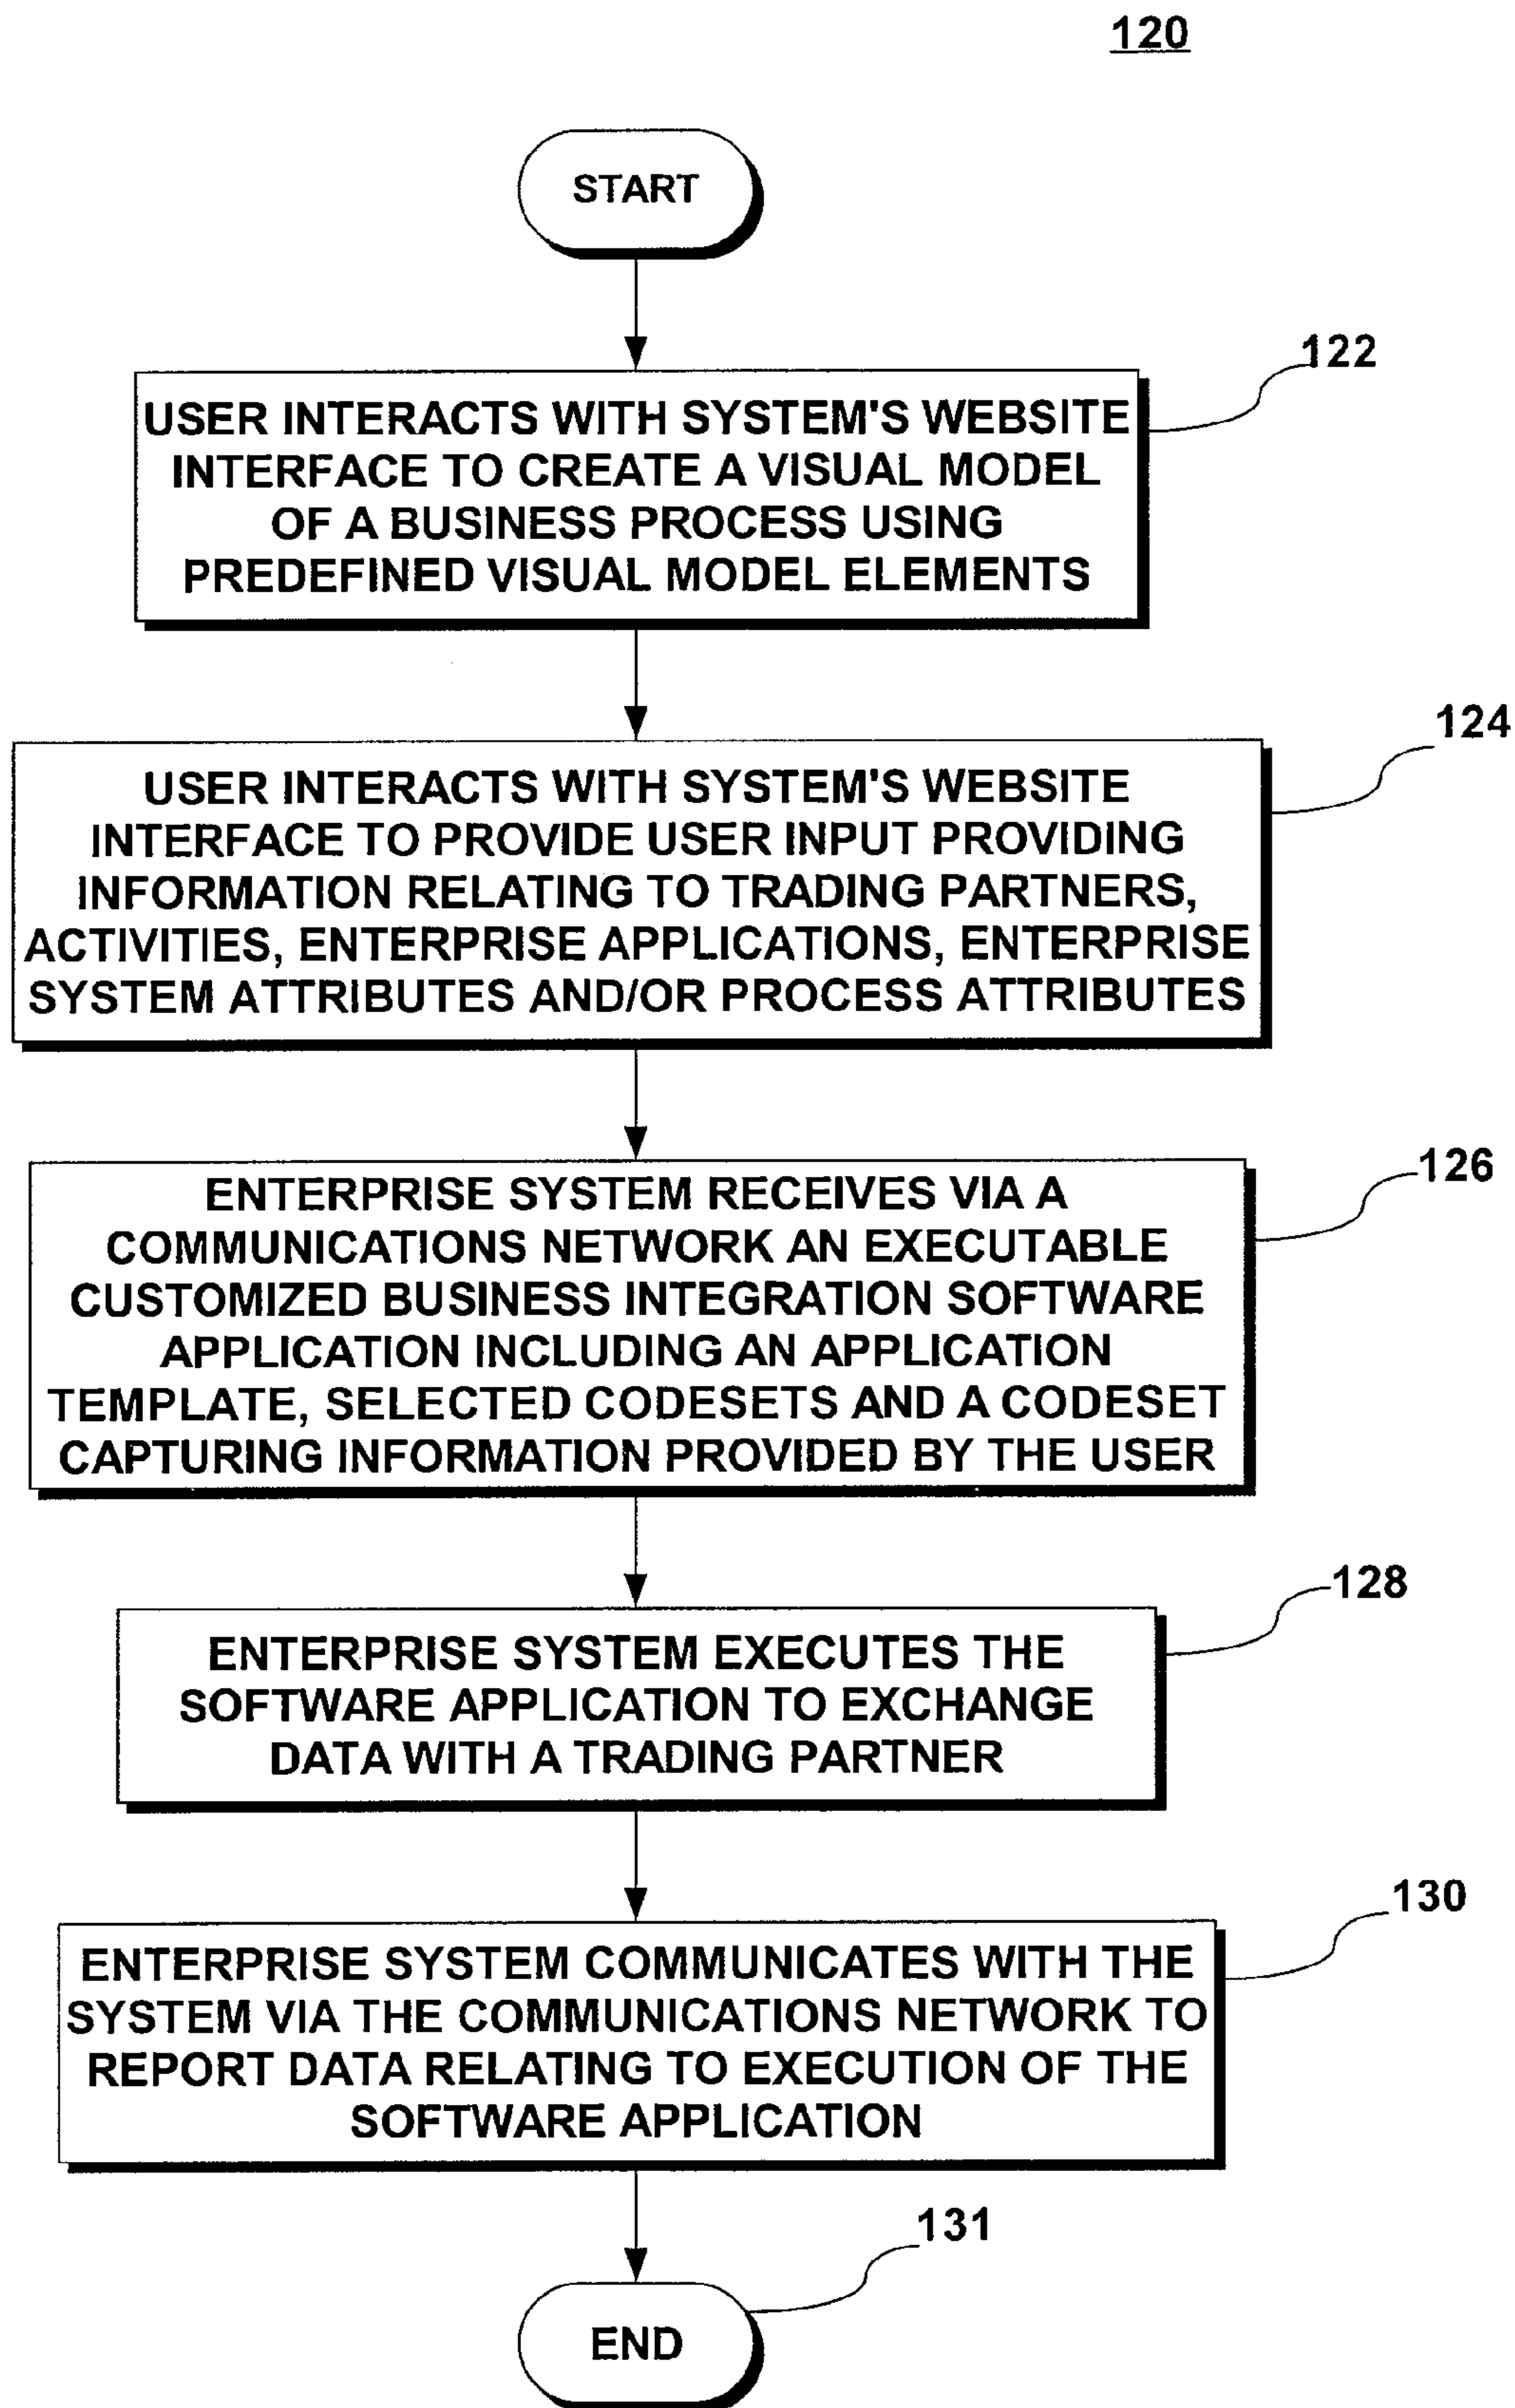 120
START
122
USER INTERACTS WITH SYSTEM'S WEBSITE
INTERFACE TO CREATE A VISUAL MODEL
OF A BUSINESS PROCESS USING
PREDEFINED VISUAL MODEL ELEMENTS
124
USER INTERACTS WITH SYSTEM'S WEBSITE
INTERFACE TO PROVIDE USER INPUT PROVIDING
INFORMATION RELATING TO TRADING PARTNERS,
ACTIVITIES, ENTERPRISE APPLICATIONS, ENTERPRISE
SYSTEM ATTRIBUTES AND/OR PROCESS ATTRIBUTES
126
ENTERPRISE SYSTEM RECEIVES VIA A
COMMUNICATIONS NETWORK AN EXECUTABLE
CUSTOMIZED BUSINESS INTEGRATION SOFTWARE
APPLICATION INCLUDING AN APPLICATION
TEMPLATE, SELECTED CODESETS AND A CODESET
CAPTURING INFORMATION PROVIDED BY THE USER
128
ENTERPRISE SYSTEM EXECUTES THE
SOFTWARE APPLICATION TO EXCHANGE
DATA WITH A TRADING PARTNER
130
ENTERPRISE SYSTEM COMMUNICATES WITH THE
SYSTEM VIA THE COMMUNICATIONS NETWORK TO
REPORT DATA RELATING TO EXECUTION OF THE
SOFTWARE APPLICATION
131
END